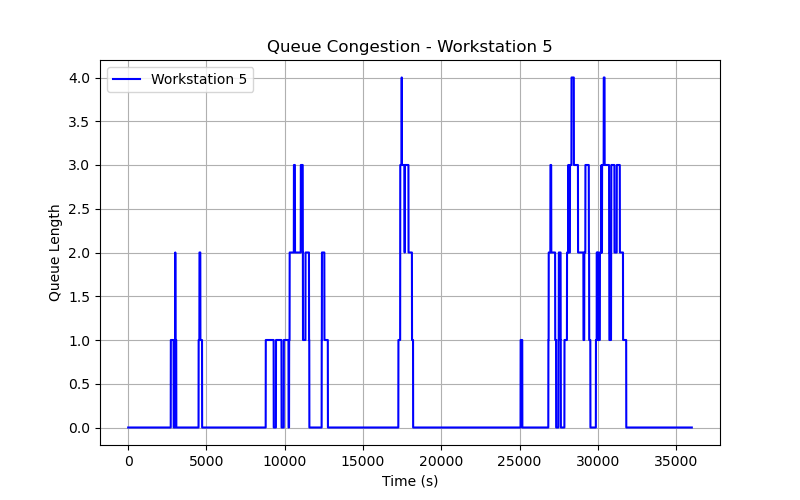 Queue Congestion - Workstation 5
Workstation 5
Queue Length
4.0
3.5
3.0
2.5
2.0
1.5
1.0
0.5
0.0
0 5000 10000 15000 20000 25000 30000 35000
Time (s)